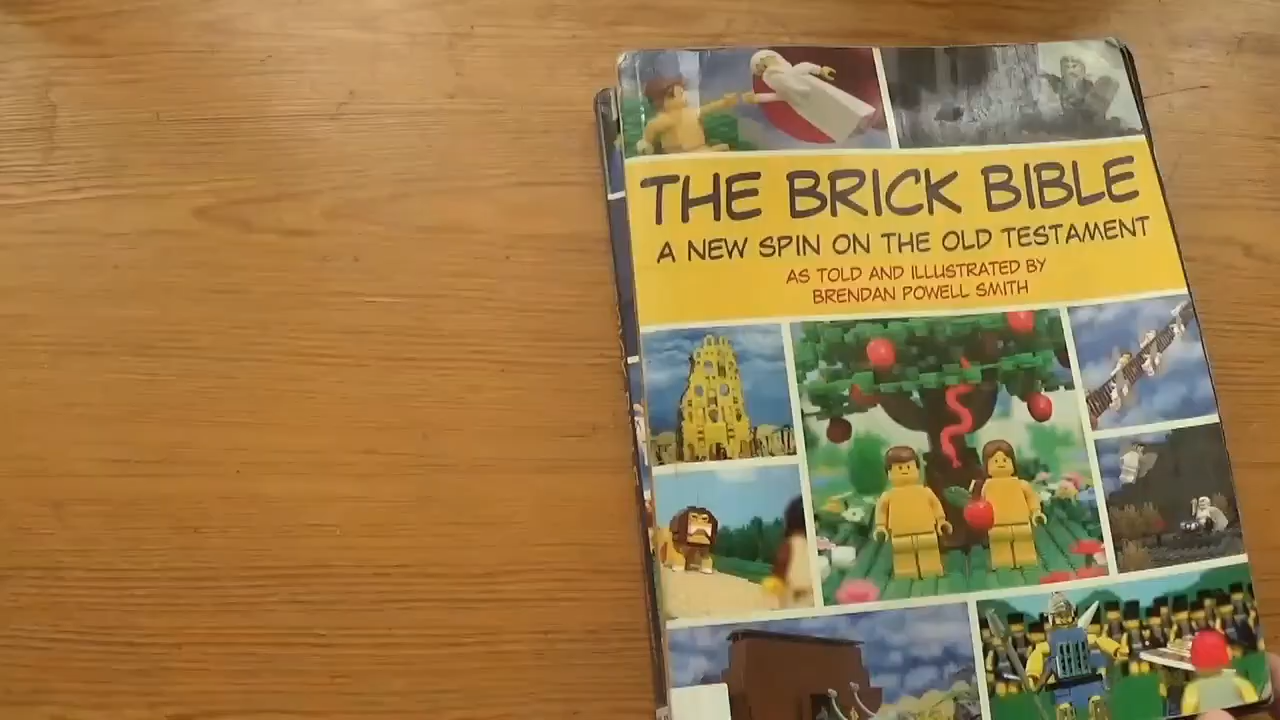 THE BRICK BIBLE
A NEW SPIN ON THE OLD TESTAMENT
AS TOLD AND ILLUSTRATED BY
BRENDAN POWELL SMITH